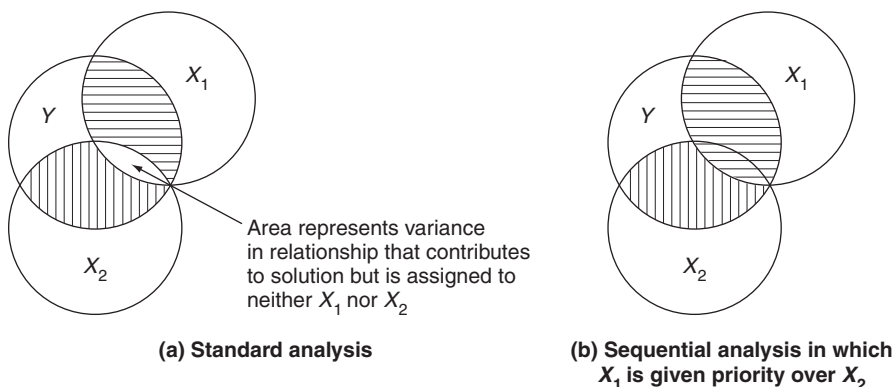 X1
Y
X2
Area represents variance
in relationship that contributes
to solution but is assigned to
neither X1 nor X2
(a) Standard analysis
X1
Y
X2
(b) Sequential analysis in which
X1 is given priority over X2